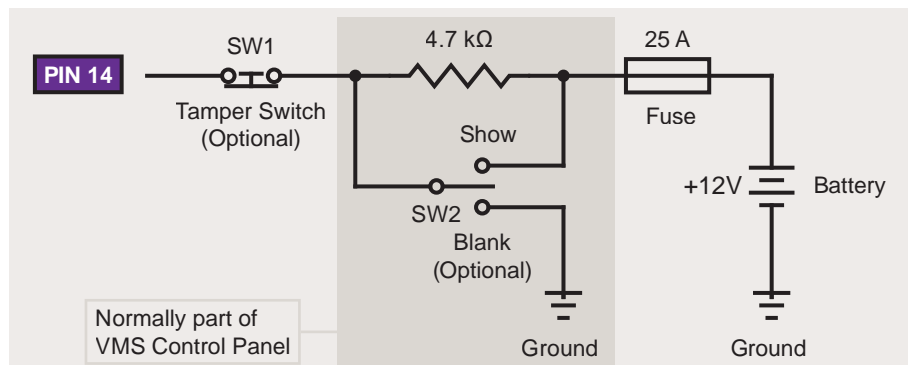 SW1
4.7 kΩ
25 A
PIN 14
Tamper Switch
(Optional)
Fuse
Show
+12V
Battery
SW2
Blank
(Optional)
Normally part of
VMS Control Panel
Ground
Ground